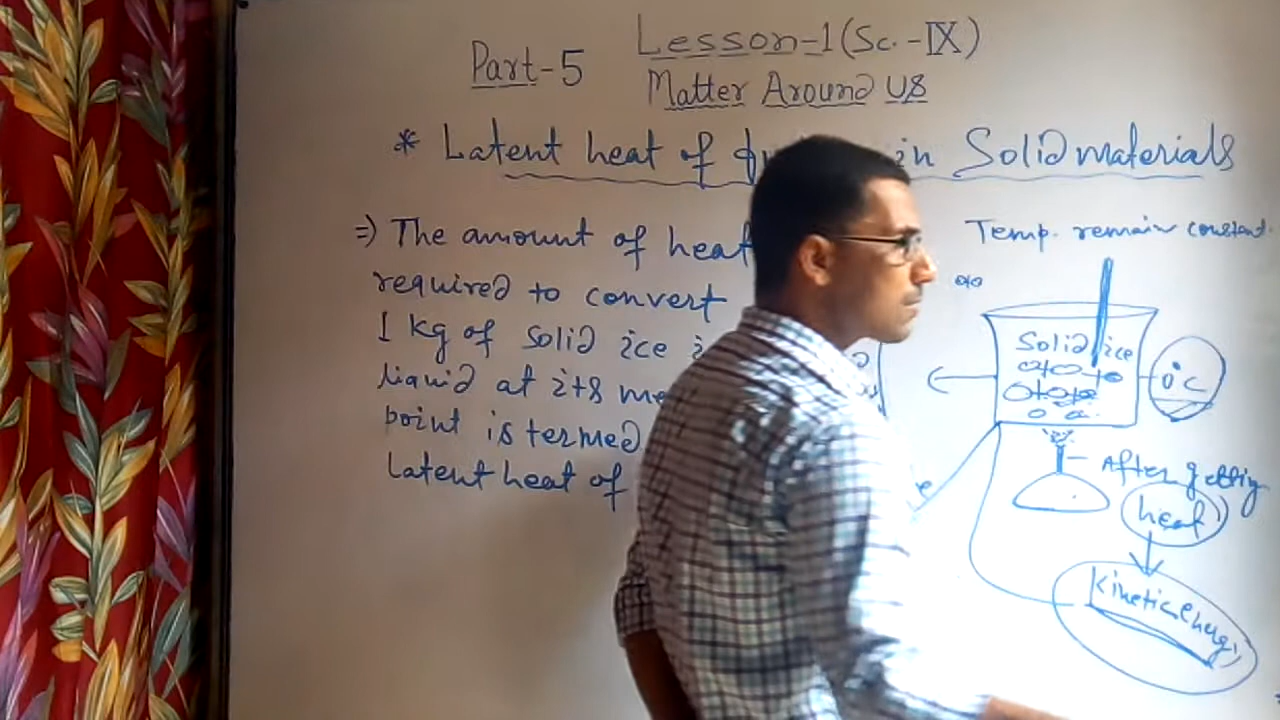 Part-5
Lesson-1 (Sc.-IX)
Matter Around us
* Latent heat of in Solid materials
=) The amount of heat
required to convert
1 kg of solid ice
liquid at its
point is termed
Latent heat of
Temp. remain constant.
Solid ice
0°C
After getting
heat
Kinetic energy